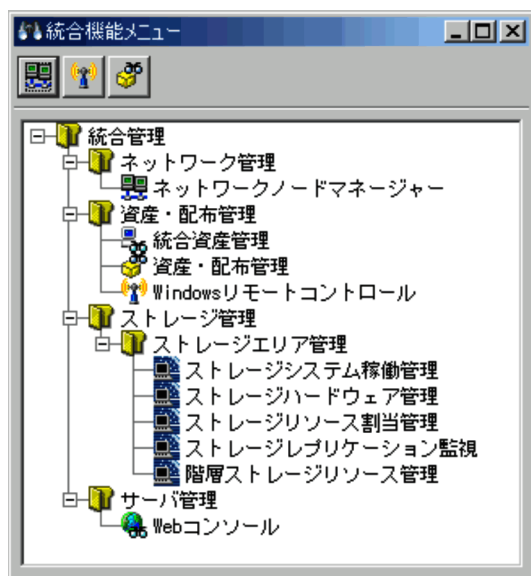 統合機能メニュー
統合管理
ネットワーク管理
ネットワークノードマネージャー
資産・配布管理
統合資産管理
資産・配布管理
Windowsリモートコントロール
ストレージ管理
ストレージエリア管理
ストレージシステム稼働管理
ストレージハードウェア管理
ストレージリソース割当管理
ストレージレプリケーション監視
階層ストレージリソース管理
サーバ管理
Webコンソール